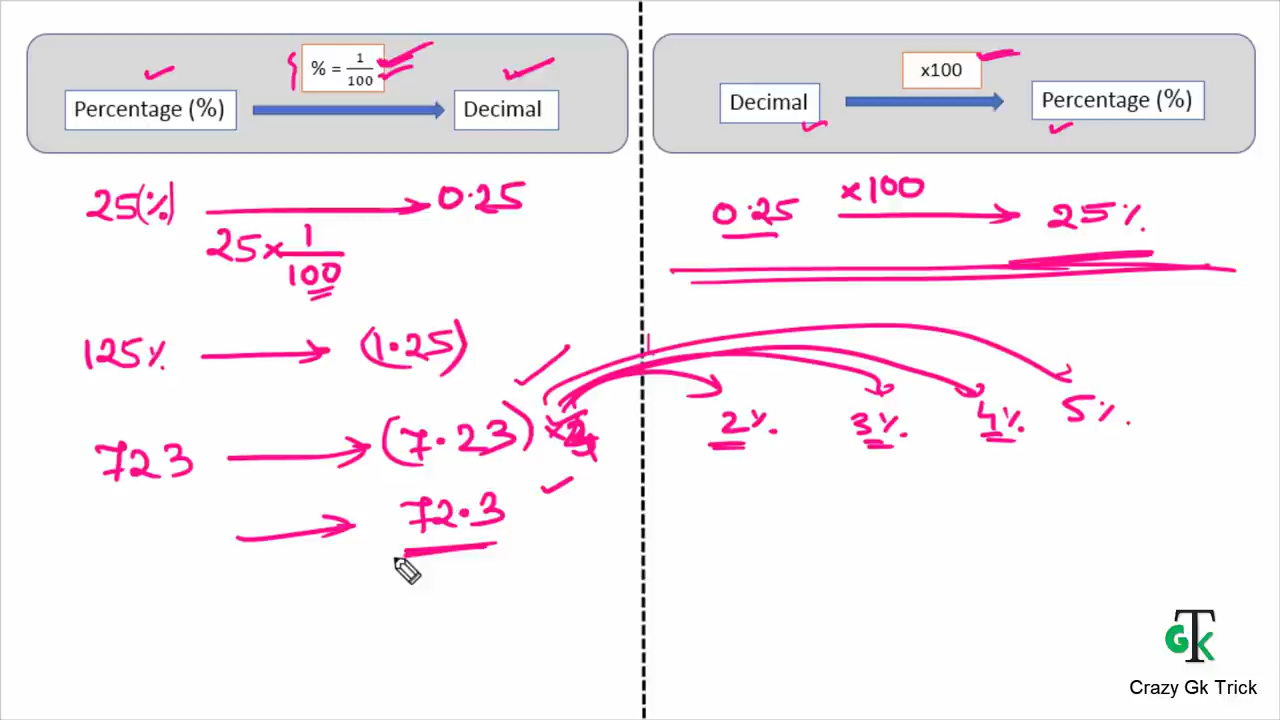 % = 1/100
Percentage (%)
Decimal
25(%)
0.25
25 × 1/100
125%
(1.25)
723
(7.23)
72.3
x100
Decimal
Percentage (%)
0.25
×100
25%
2%
3%
4%
5%
GTK
Crazy Gk Trick